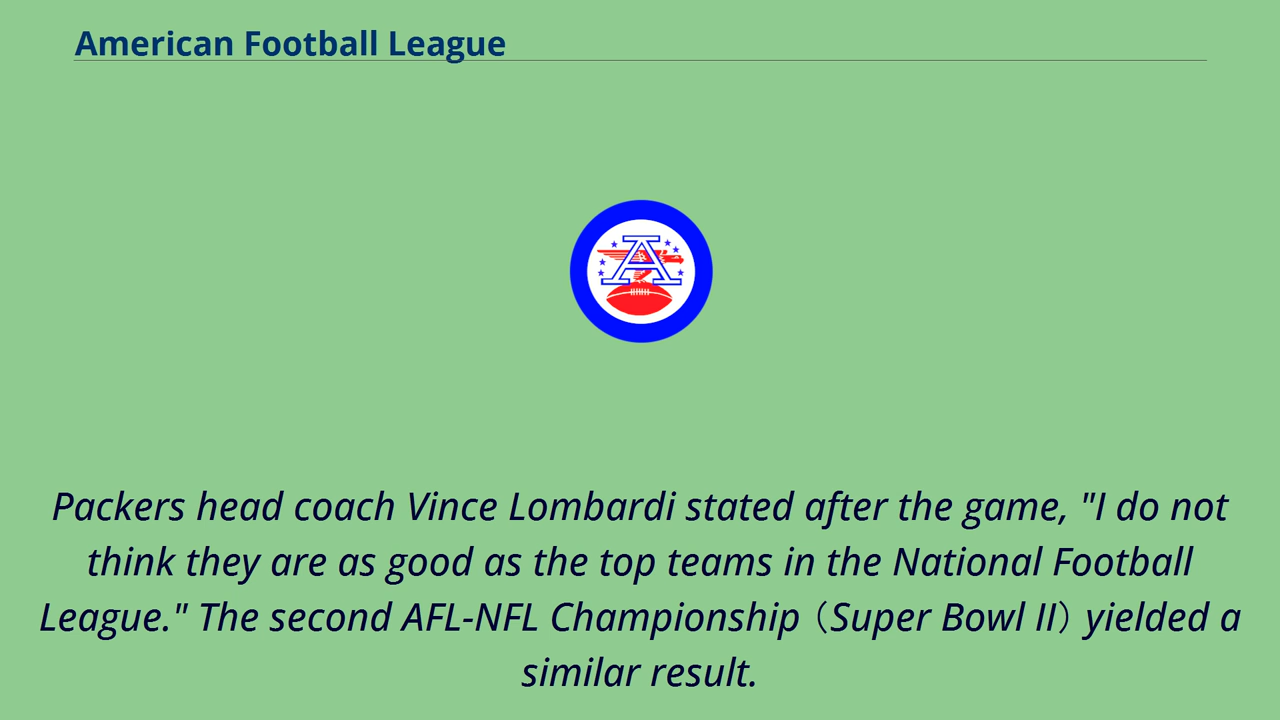 American Football League
A
Packers head coach Vince Lombardi stated after the game, "I do not
think they are as good as the top teams in the National Football
League." The second AFL-NFL Championship（Super Bowl II）yielded a
similar result.